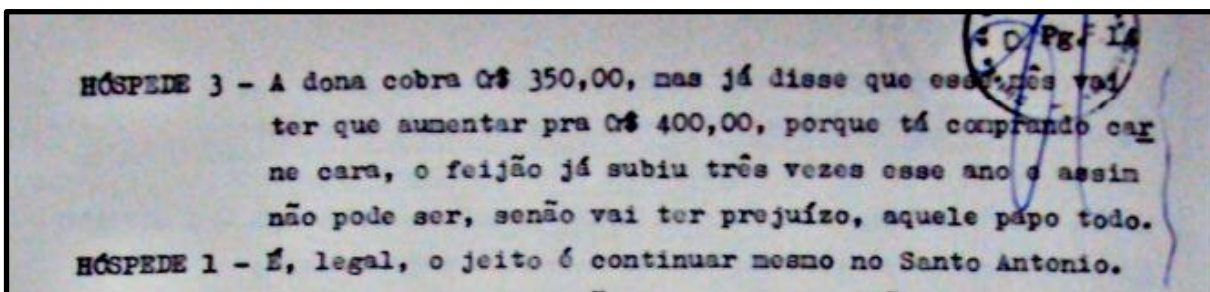 Pg.
HÓSPEDE 3 - A dona cobra Cr$ 350,00, mas já disse que esse mês vai
ter que aumentar pra Cr$ 400,00, porque tá comprando car
ne cara, o feijão já subiu três vezes esse ano e assim
não pode ser, senão vai ter prejuízo, aquele papo todo.
HÓSPEDE 1 - É, legal, o jeito é continuar mesmo no Santo Antonio.